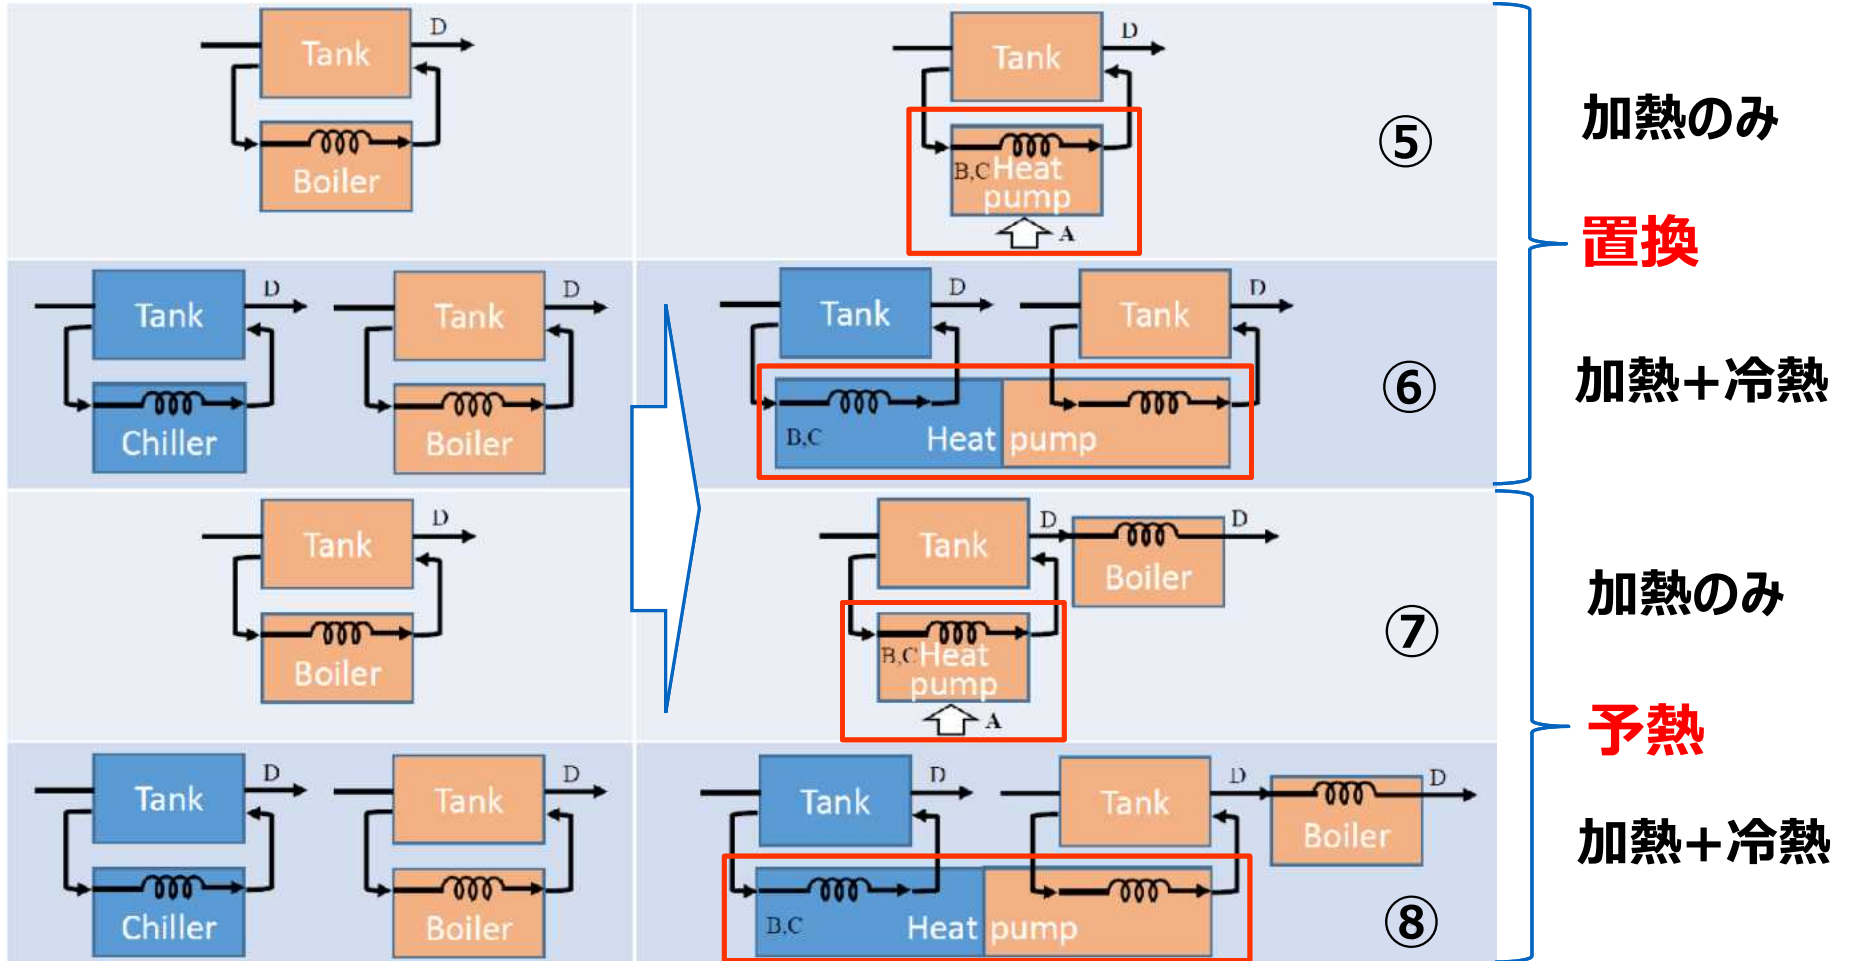 Tank
D
Boiler
Tank
D
B,C Heat
pump
A
⑤
加熱のみ
置換
Tank
D
Chiller
Tank
D
Boiler
Tank
D
Tank
D
B,C
Heat pump
⑥
加熱+冷熱
Tank
D
Boiler
Tank
D
Boiler
D
B,C Heat
pump
A
⑦
加熱のみ
予熱
Tank
D
Chiller
Tank
D
Boiler
Tank
D
Tank
D
Boiler
D
B,C
Heat pump
⑧
加熱+冷熱